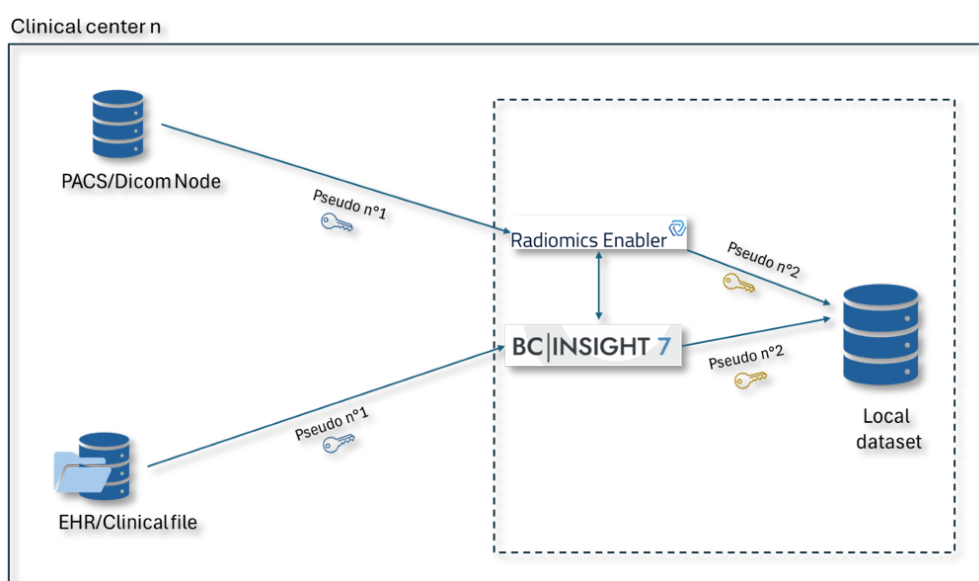 Clinical center n
PACS/Dicom Node
Pseudo n°1
Radiomics Enabler
Pseudo n°2
BC|INSIGHT 7
Pseudo n°2
Pseudo n°1
Local
dataset
EHR/Clinical file